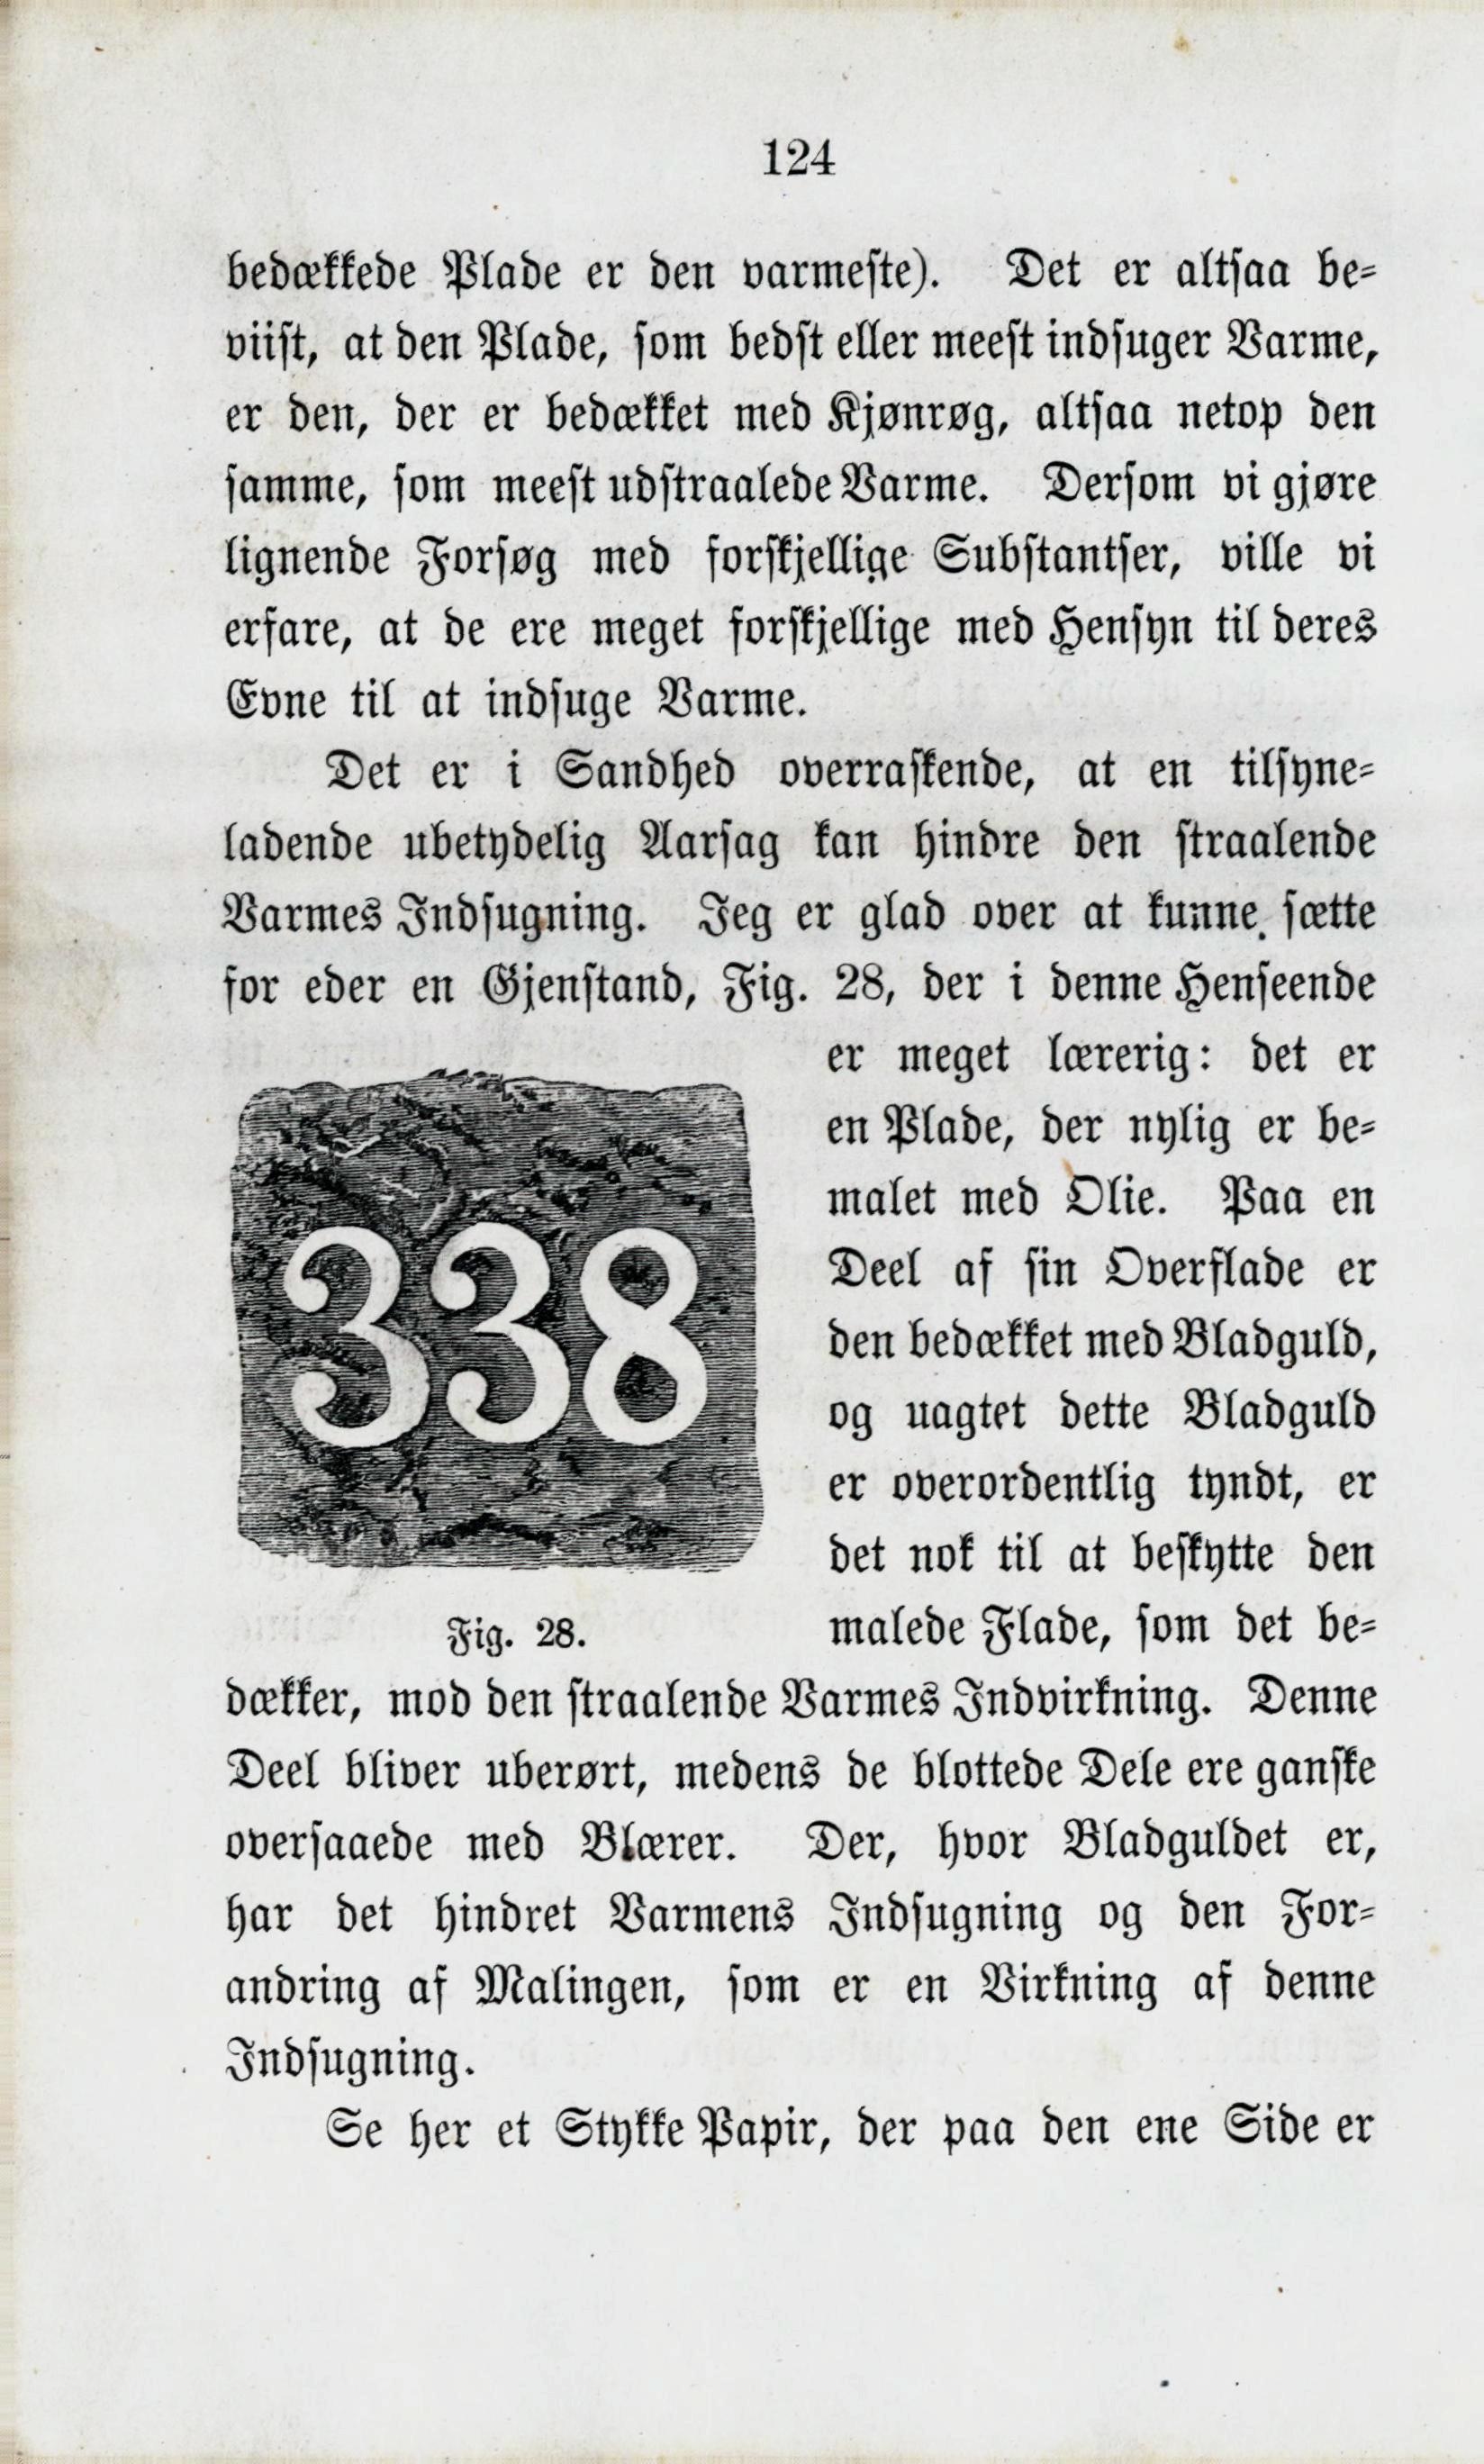 124
bedækkede Plade er den varmeste). Det er altsaa be-
viist, at den Plade, som bedst eller meest indsuger Varme,
er den, der er bedækket med Kjønrøg, altsaa netop den
samme, som meest udstraalede Varme. Dersom vi gjøre
lignende Forsøg med forskjellige Substantser, ville vi
erfare, at de ere meget forskjellige med Hensyn til deres
Evne til at indsuge Varme.
Det er i Sandhed overraskende, at en tilsyne-
ladende ubetydelig Aarsag kan hindre den straalende
Varmes Indsugning. Jeg er glad over at kunne sætte
for eder en Gjenstand, Fig. 28, der i denne Henseende
er meget lærerig: det er
en Plade, der nylig er be-
malet med Olie. Paa en
Deel af sin Overflade er
den bedækket med Bladguld,
og uagtet dette Bladguld
er overordentlig tyndt, er
det nok til at beskytte den
malede Flade, som det be-
338
Fig. 28.
dækker, mod den straalende Varmes Indvirkning. Denne
Deel bliver uberørt, medens de blottede Dele ere ganske
oversaaede med Blærer. Der, hvor Bladguldet er,
har det hindret Varmens Indsugning og den For-
andring af Malingen, som er en Virkning af denne
Indsugning.
Se her et Stykke Papir, der paa den ene Side er